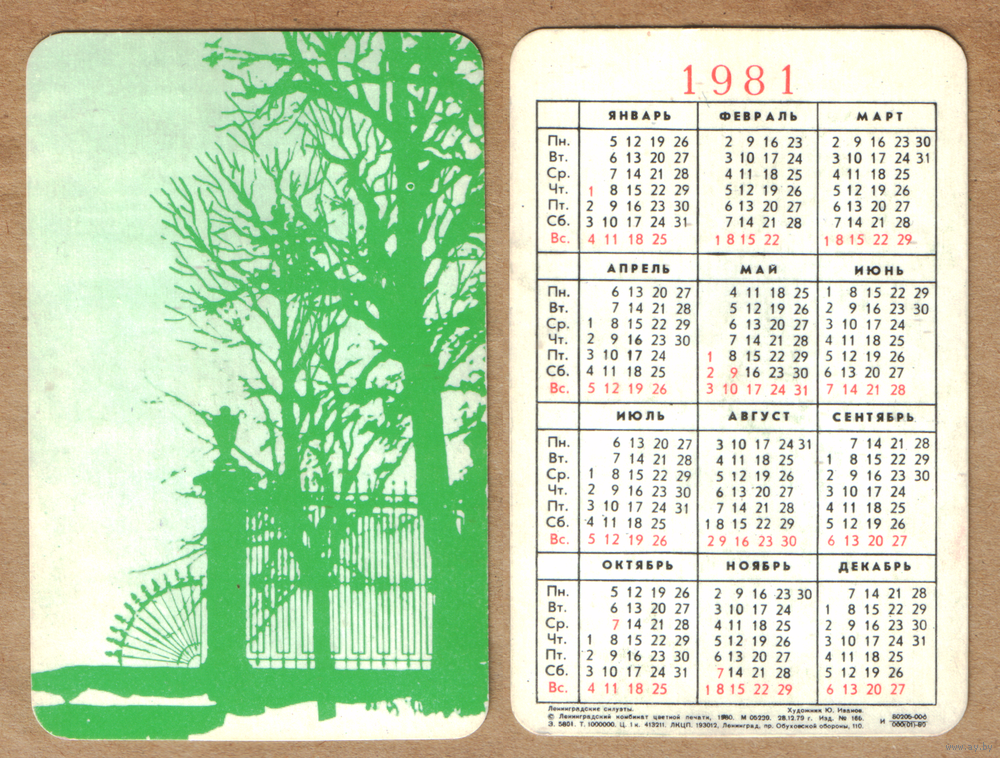 1981
ЯНВАРЬ ФЕВРАЛЬ МАРТ
Пн. 5 12 19 26 2 9 16 23 2 9 16 23 30
Вт. 6 13 20 27 3 10 17 24 3 10 17 24 31
Ср. 7 14 21 28 4 11 18 25 4 11 18 25
Чт. 1 8 15 22 29 5 12 19 26 5 12 19 26
Пт. 2 9 16 23 30 6 13 20 27 6 13 20 27
Сб. 3 10 17 24 31 7 14 21 28 7 14 21 28
Вс. 4 11 18 25 1 8 15 22 1 8 15 22 29
АПРЕЛЬ МАЙ ИЮНЬ
Пн. 6 13 20 27 4 11 18 25 1 8 15 22 29
Вт. 7 14 21 28 5 12 19 26 2 9 16 23 30
Ср. 1 8 15 22 29 6 13 20 27 3 10 17 24
Чт. 2 9 16 23 30 7 14 21 28 4 11 18 25
Пт. 3 10 17 24 1 8 15 22 29 5 12 19 26
Сб. 4 11 18 25 2 9 16 23 30 6 13 20 27
Вс. 5 12 19 26 3 10 17 24 31 7 14 21 28
ИЮЛЬ АВГУСТ СЕНТЯБРЬ
Пн. 6 13 20 27 3 10 17 24 31 7 14 21 28
Вт. 7 14 21 28 4 11 18 25 1 8 15 22 29
Ср. 1 8 15 22 29 5 12 19 26 2 9 16 23 30
Чт. 2 9 16 23 30 6 13 20 27 3 10 17 24
Пт. 3 10 17 24 31 7 14 21 28 4 11 18 25
Сб. 4 11 18 25 1 8 15 22 29 5 12 19 26
Вс. 5 12 19 26 2 9 16 23 30 6 13 20 27
ОКТЯБРЬ НОЯБРЬ ДЕКАБРЬ
Пн. 5 12 19 26 2 9 16 23 30 7 14 21 28
Вт. 6 13 20 27 3 10 17 24 1 8 15 22 29
Ср. 7 14 21 28 4 11 18 25 2 9 16 23 30
Чт. 1 8 15 22 29 5 12 19 26 3 10 17 24 31
Пт. 2 9 16 23 30 6 13 20 27 4 11 18 25
Сб. 3 10 17 24 31 7 14 21 28 5 12 19 26
Вс. 4 11 18 25 1 8 15 22 29 6 13 20 27
Ленинградские силуэты. Художник Ю. Иванов.
© Ленинградский комбинат цветной печати, 1980. М 05220. 28.12.79 г. Изд. № 166.
З. 5801. Т. 1000000. Ц. 1 к. 413211. ЛКЦП. 193012, Ленинград, пр. Обуховской обороны, 110.
И 80206-006